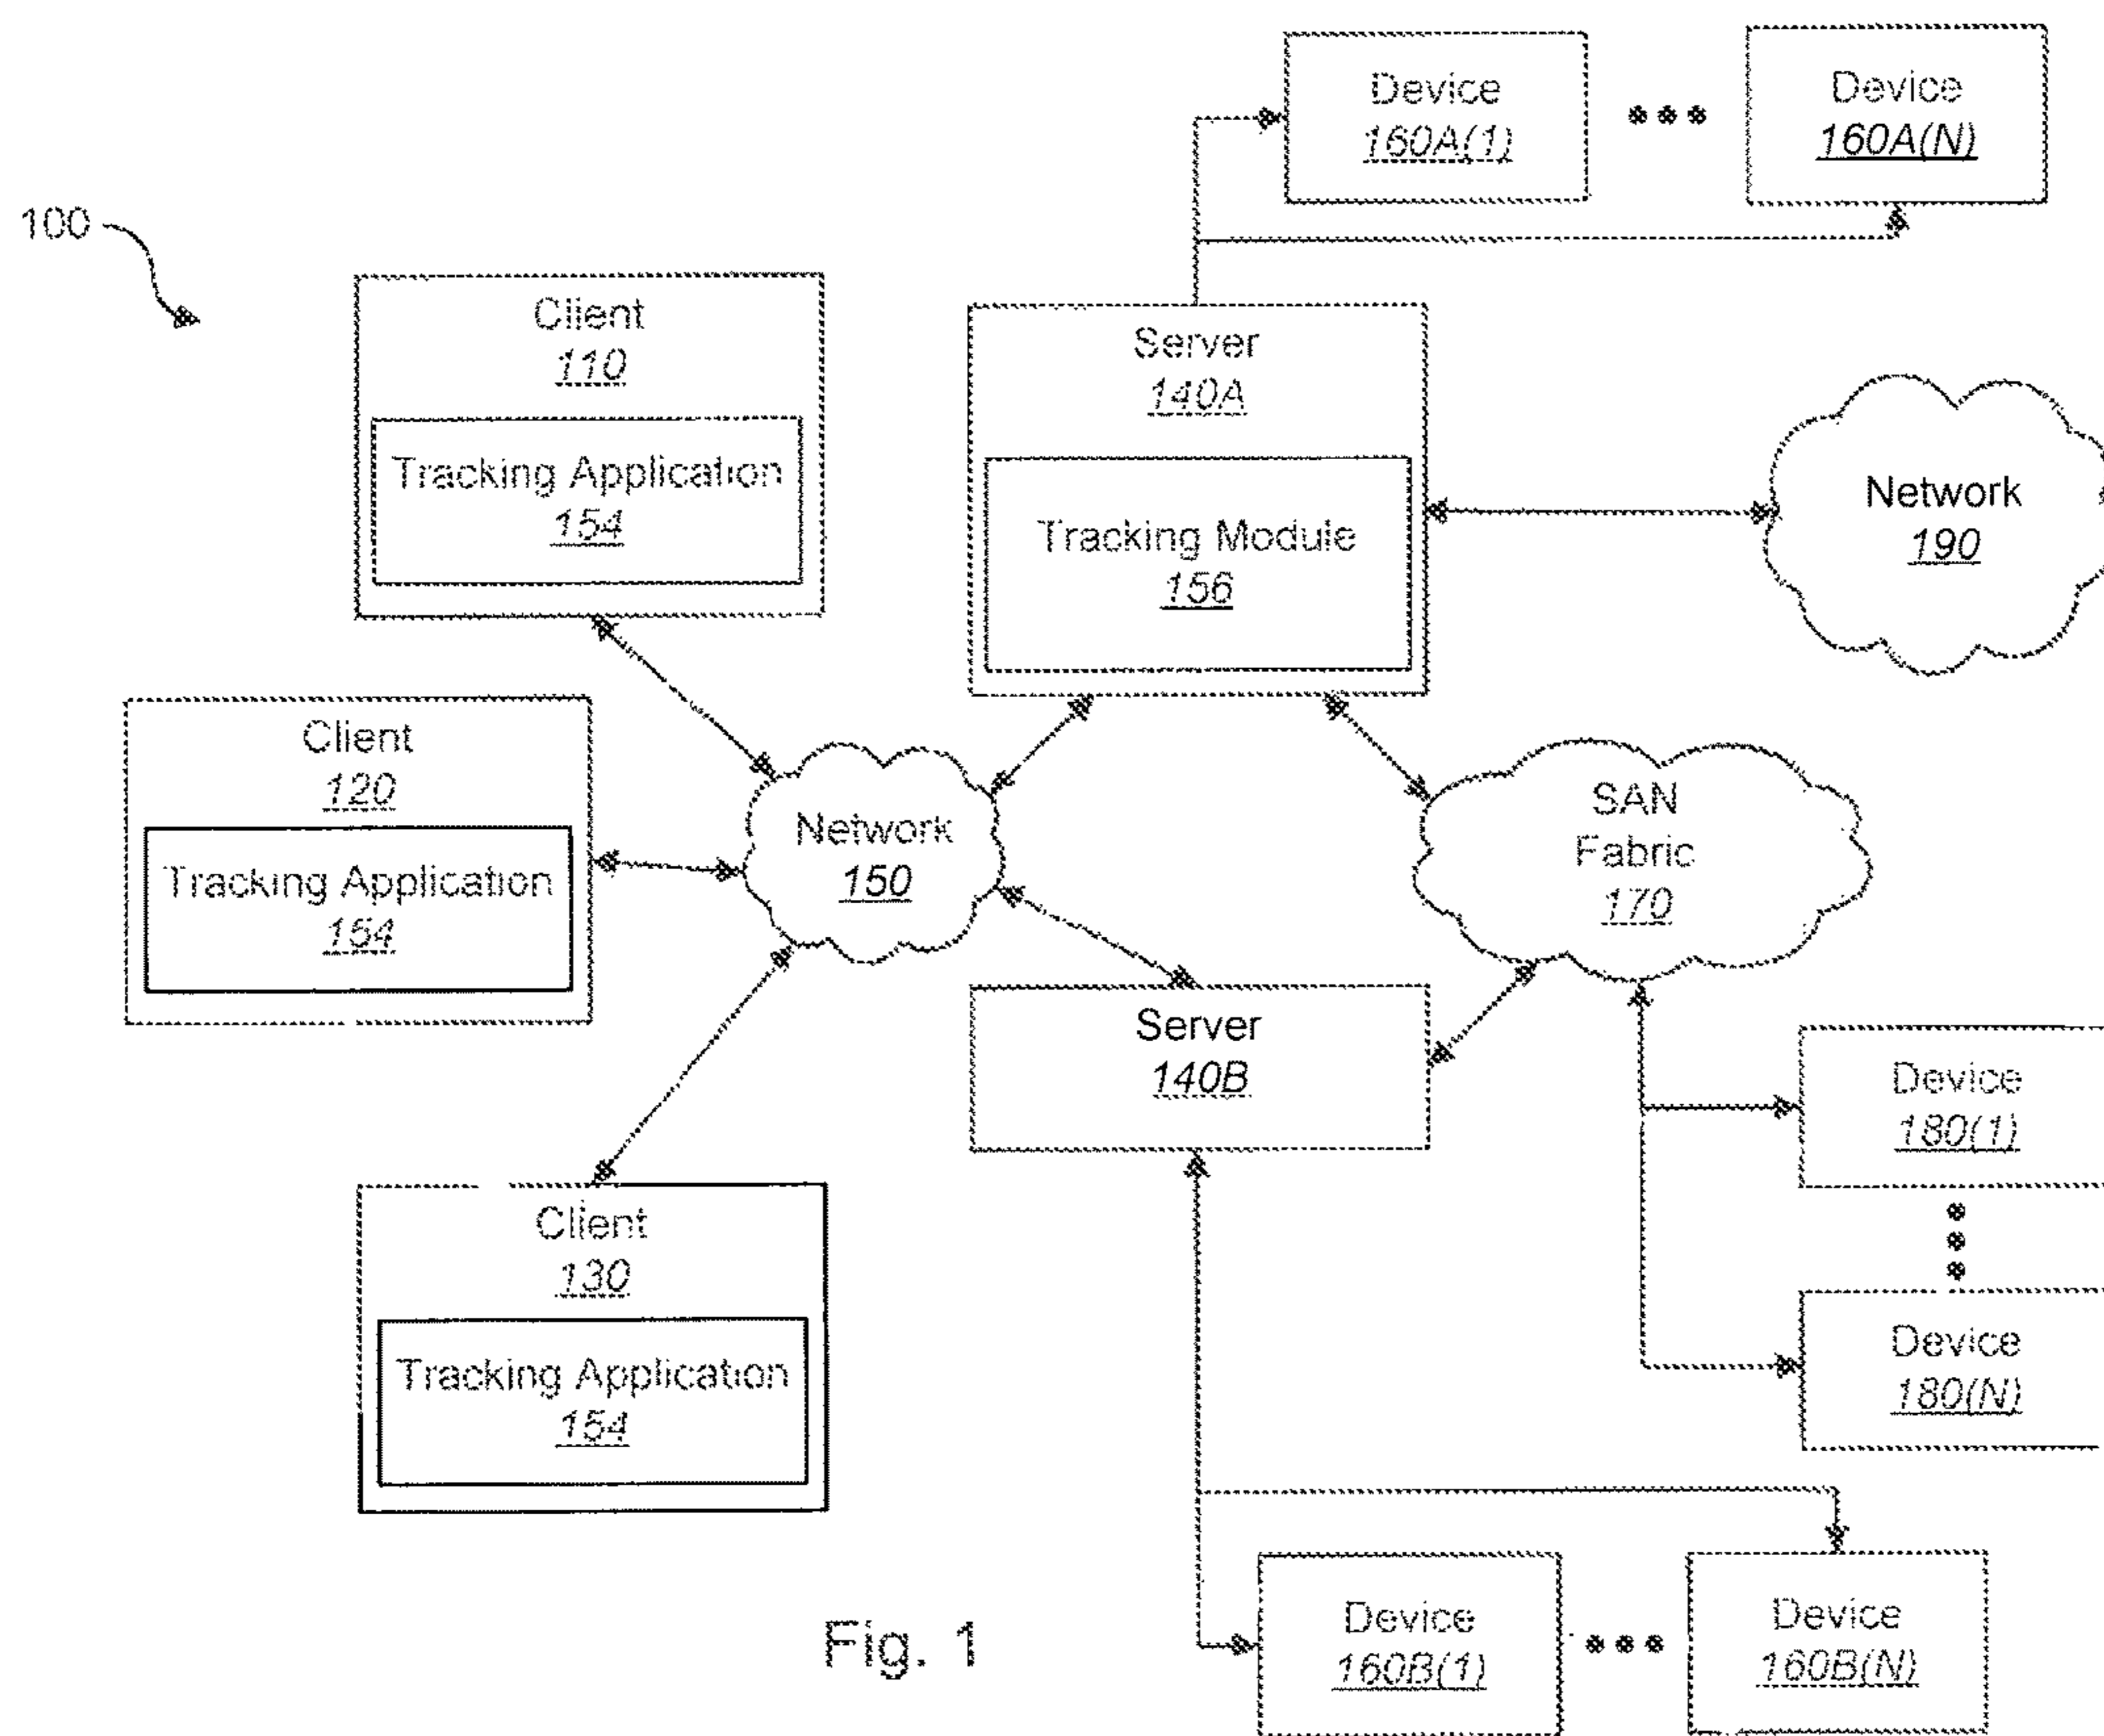 Device
160A(1)
Device
160A(N)
100
Client
110
Tracking Application
154
Server
140A
Tracking Module
156
Network
190
Client
120
Tracking Application
154
Network
150
SAN
Fabric
170
Server
140B
Device
180(1)
Client
130
Tracking Application
154
Device
180(N)
Device
160B(1)
Device
160B(N)
Fig. 1